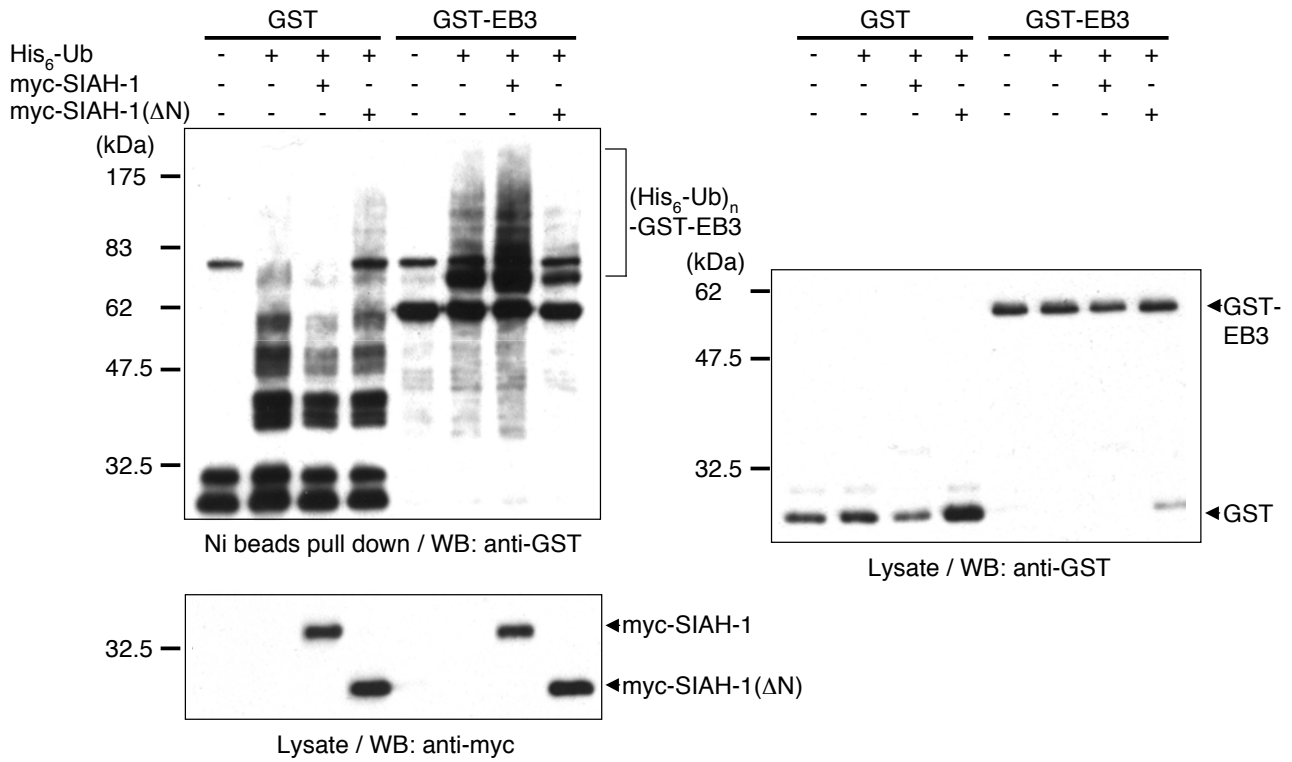 GST GST-EB3
His6-Ub - + + + - + + +
myc-SIAH-1 - - + - - - + -
myc-SIAH-1(ΔN) - - - + - - - +
(kDa)
175
83
62
47.5
32.5
(His6-Ub)n
-GST-EB3
Ni beads pull down / WB: anti-GST
32.5
myc-SIAH-1
myc-SIAH-1(ΔN)
Lysate / WB: anti-myc
GST GST-EB3
- + + + - + + +
- - + - - - + -
- - - + - - - +
(kDa)
62
47.5
32.5
GST-
EB3
GST
Lysate / WB: anti-GST